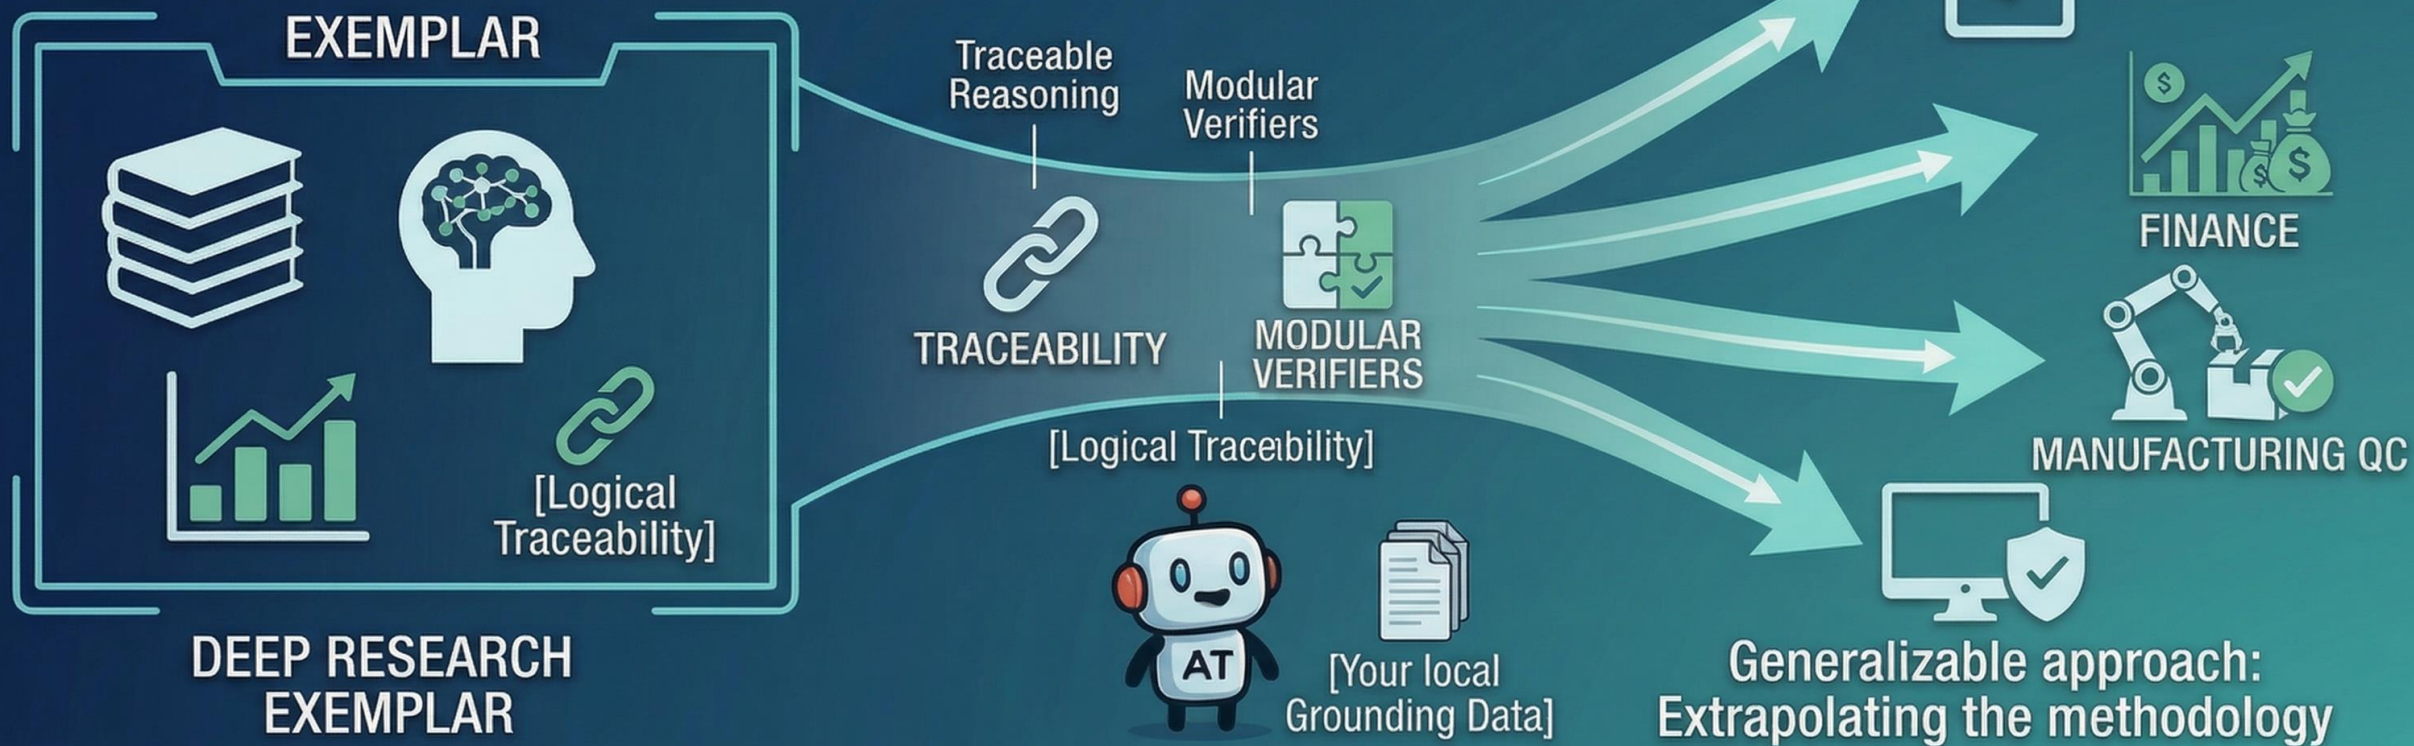 EXEMPLAR
[Logical
Traceability]
DEEP RESEARCH
EXEMPLAR
Traceable
Reasoning
Modular
Verifiers
TRACEABILITY
MODULAR
VERIFIERS
[Logical
AT
[Your local
Grounding Data]
$
$
$
FINANCE
MANUFACTURING QC
Generalizable approach:
Extrapolating the methodology